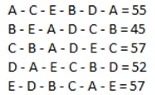 A - C - E - B - D - A = 55
B - E - A - D - C - B = 45
C - B - A - D - E - C = 57
D - A - E - C - B - D = 52
E - D - B - C - A - E = 57